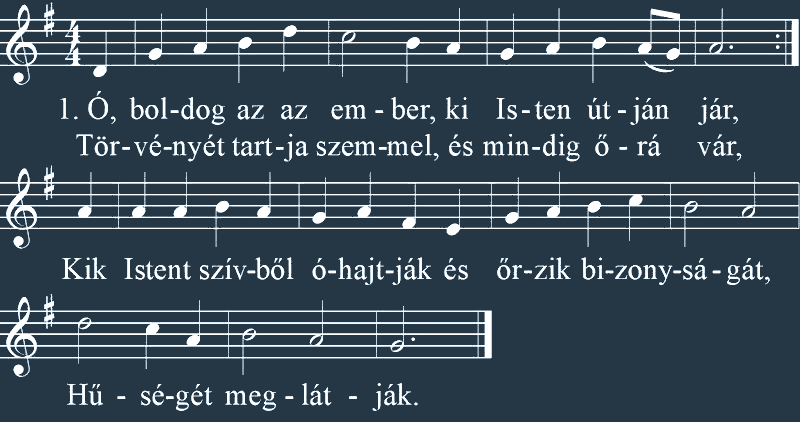 4
4
1. Ó, bol-dog az az em - ber, ki Is-ten út-ján jár,
Tör-vé-nyét tart-ja szem-mel, és min-dig ő - rá vár,
Kik Istent szív-ből ó-hajt-ják és őr-zik bi-zony-sá-gát,
Hű - sé-gét meg - lát - ják.